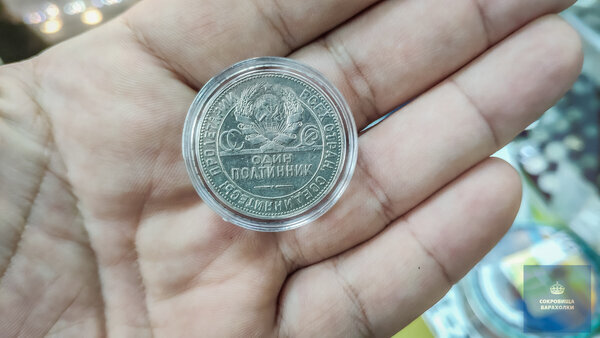 ПРОЛЕТАРИИ ВСЕХ СТРАН, СОЕДИНЯЙТЕСЬ!
ОДИН
ПОЛТИННИК
СОКРОВИЩА
БАРАХОЛКИ